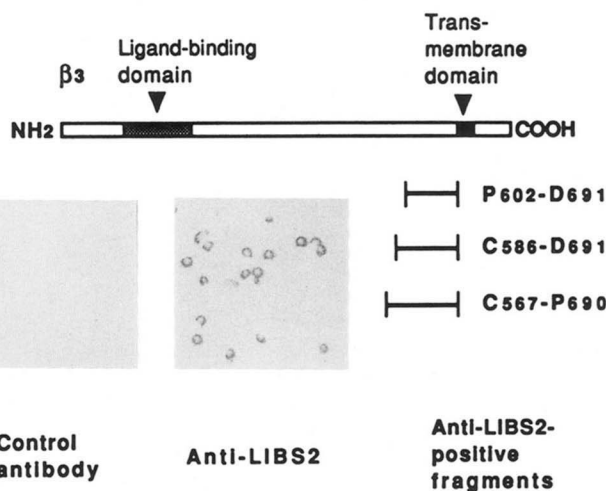 Ligand-binding
domain
Trans-
membrane
domain
β3
NH2
COOH
P602-D691
C586-D691
C567-P690
Control
antibody
Anti-LIBS2
Anti-LIBS2-
positive
fragments